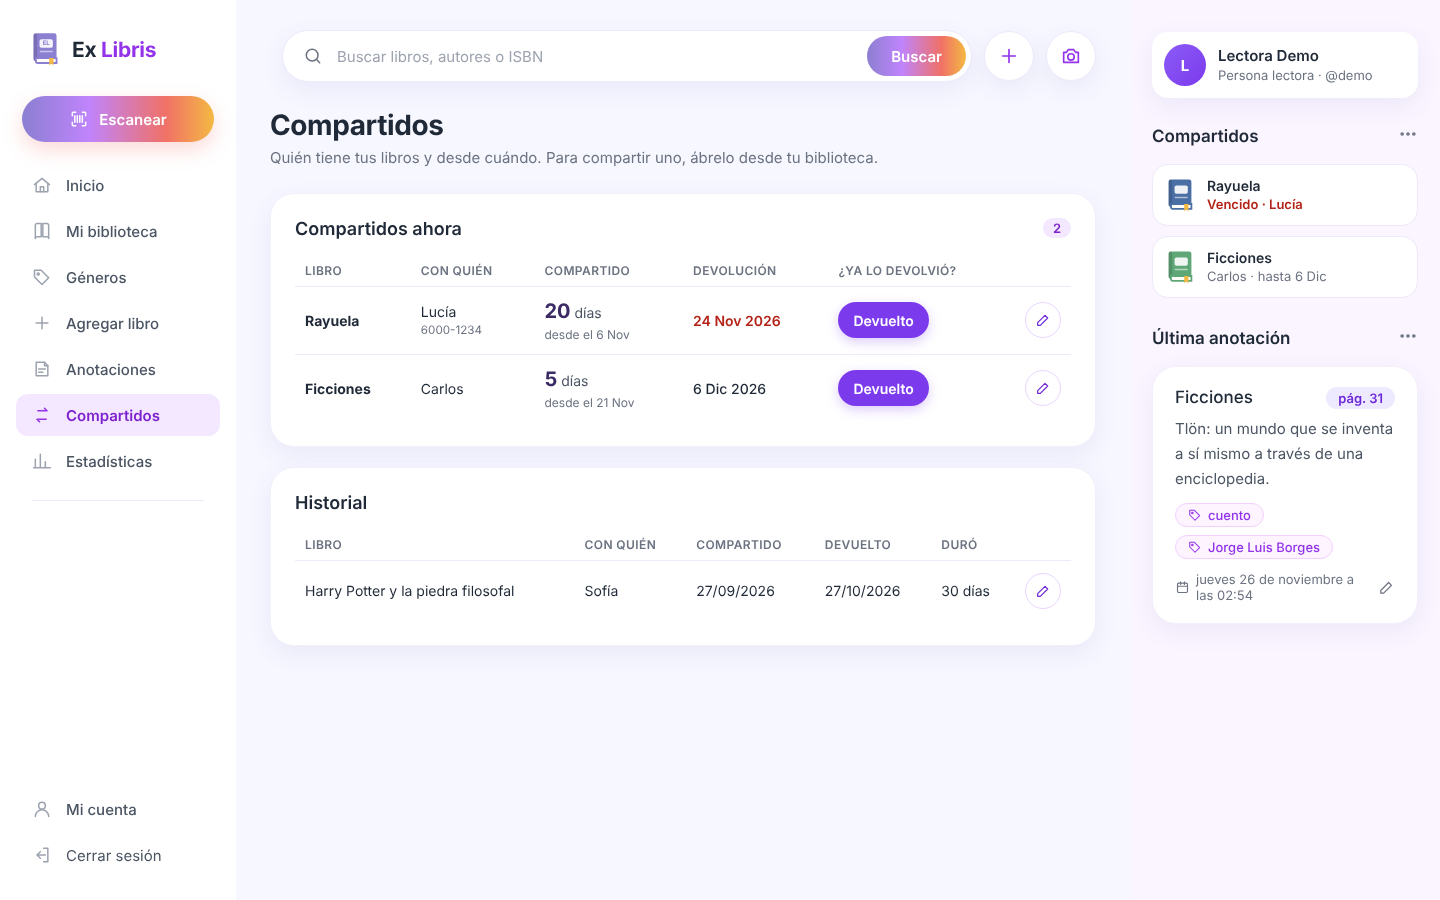 Ex Libris
Escanear
Inicio
Mi biblioteca
Géneros
Agregar libro
Anotaciones
Compartidos
Estadísticas
Mi cuenta
Cerrar sesión
Buscar libros, autores o ISBN
Buscar
Compartidos
Quién tiene tus libros y desde cuándo. Para compartir uno, ábrelo desde tu biblioteca.
Compartidos ahora
2
LIBRO CON QUIÉN COMPARTIDO DEVOLUCIÓN ¿YA LO DEVOLVIÓ?
Rayuela
Lucía
6000-1234
20 días
desde el 6 Nov
24 Nov 2026
Devuelto
Ficciones
Carlos
5 días
desde el 21 Nov
6 Dic 2026
Devuelto
Historial
LIBRO CON QUIÉN COMPARTIDO DEVUELTO DURÓ
Harry Potter y la piedra filosofal Sofía 27/09/2026 27/10/2026 30 días
L
Lectora Demo
Persona lectora · @demo
Compartidos
Rayuela
Vencido · Lucía
Ficciones
Carlos · hasta 6 Dic
Última anotación
Ficciones
pág. 31
Tlön: un mundo que se inventa
a sí mismo a través de una
enciclopedia.
cuento
Jorge Luis Borges
jueves 26 de noviembre a
las 02:54